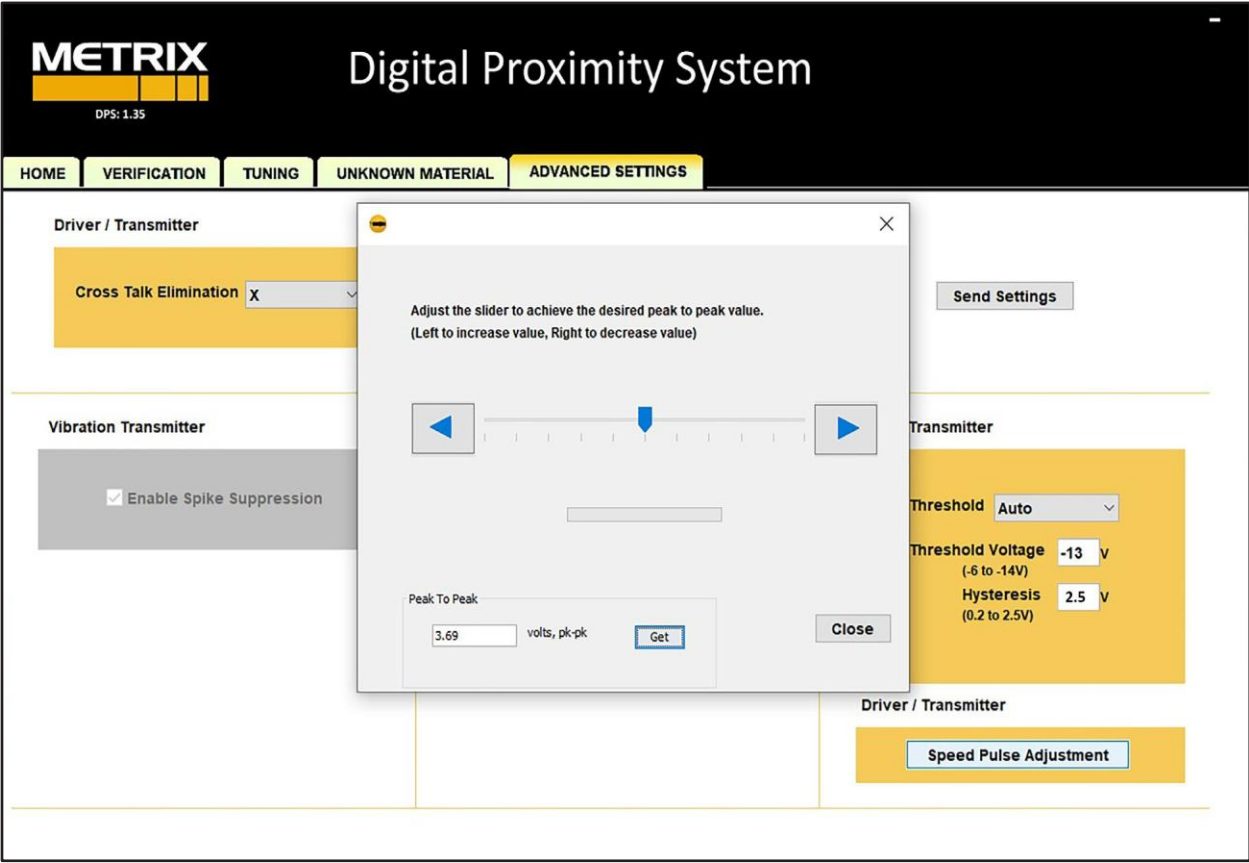 METRIX
DPS: 1.35
Digital Proximity System
HOME
VERIFICATION
TUNING
UNKNOWN MATERIAL
ADVANCED SETTINGS
Driver / Transmitter
Cross Talk Elimination X
Adjust the slider to achieve the desired peak to peak value.
(Left to increase value, Right to decrease value)
Send Settings
Vibration Transmitter
Enable Spike Suppression
Peak To Peak
3.69 volts, pk-pk Get
Close
Transmitter
Threshold Auto
Threshold Voltage -13 V
(-6 to -14V)
Hysteresis 2.5 V
(0.2 to 2.5V)
Driver / Transmitter
Speed Pulse Adjustment